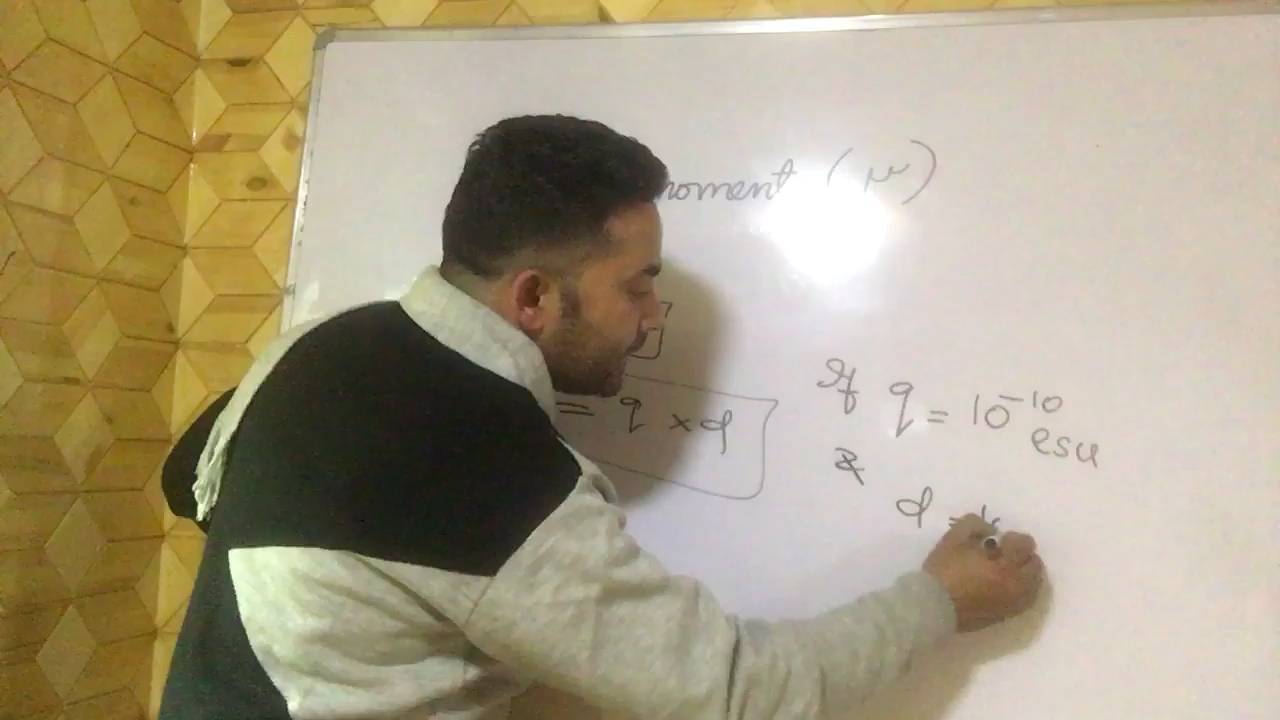 moment (μ)
= q × d
If q = 10⁻¹⁰
esu
&
d =